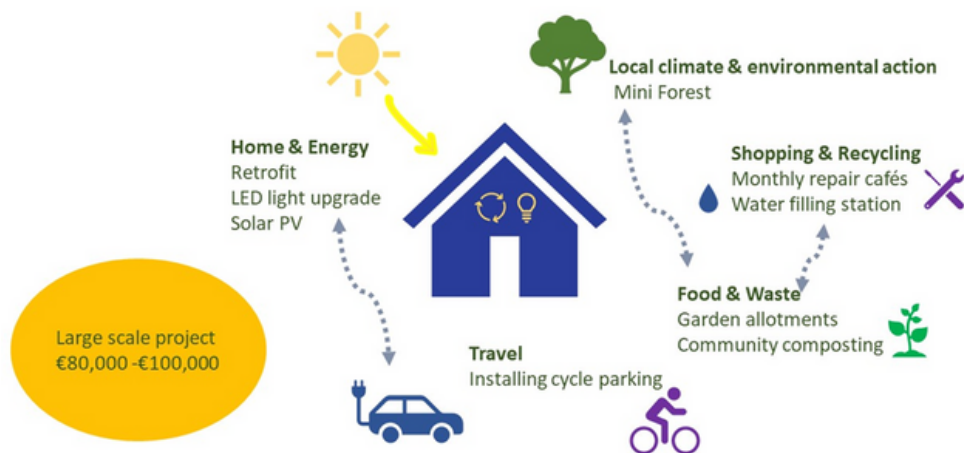 Local climate & environmental action
Mini Forest
Home & Energy
Retrofit
LED light upgrade
Solar PV
Shopping & Recycling
Monthly repair cafés
Water filling station
Large scale project
€80,000 -€100,000
Food & Waste
Garden allotments
Community composting
Travel
Installing cycle parking